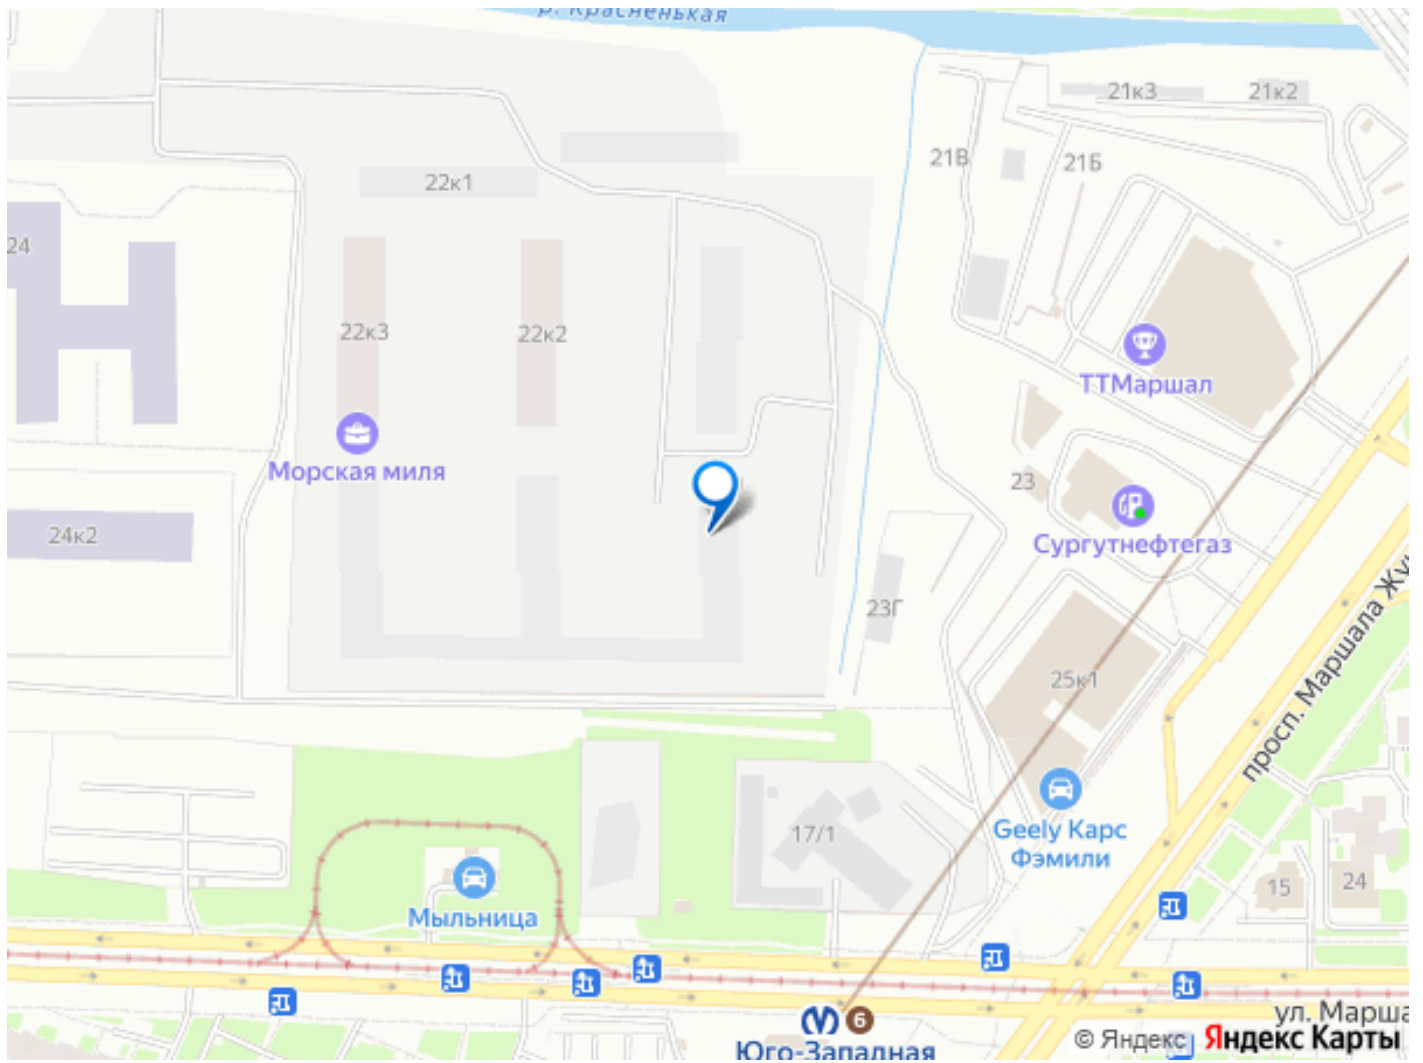 р. Красненькая
21к3
21к2
21В
21Б
22к1
24
22к3
22к2
ТТМаршал
Морская миля
23
24к2
Сургутнефтегаз
23Г
25к1
просп. Маршала Жу
17/1
Geely Карс
Фэмили
15
24
Мыльница
6
ул. Марша
Юго-Западная
© Яндекс
Яндекс Карты